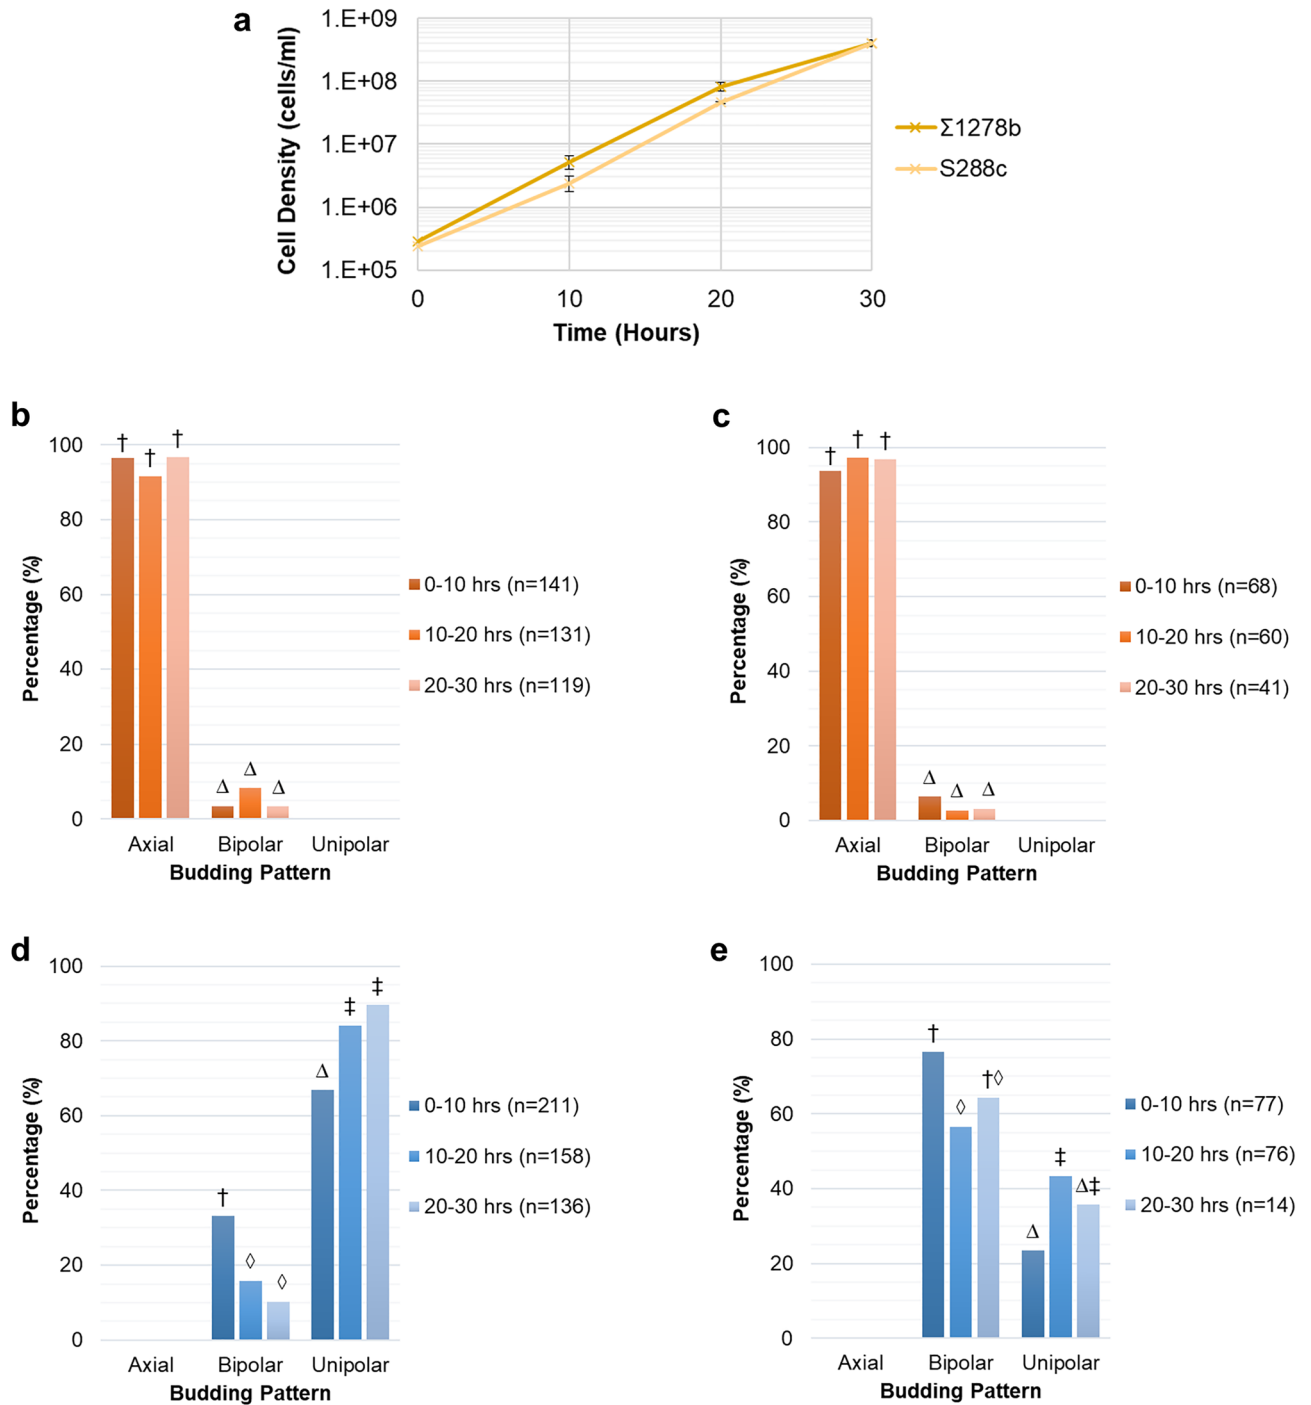 a
Cell Density (cells/ml)
1.E+09
1.E+08
1.E+07
1.E+06
1.E+05
0 10 20 30
Time (Hours)
Σ1278b
S288c
b
Percentage (%)
100
80
60
40
20
0
† † †
Δ Δ Δ
Axial Bipolar Unipolar
Budding Pattern
0-10 hrs (n=141)
10-20 hrs (n=131)
20-30 hrs (n=119)
c
Percentage (%)
100
80
60
40
20
0
† † †
Δ Δ Δ
Axial Bipolar Unipolar
Budding Pattern
0-10 hrs (n=68)
10-20 hrs (n=60)
20-30 hrs (n=41)
d
Percentage (%)
100
80
60
40
20
0
† ◊ ◊
Δ ‡ ‡
Axial Bipolar Unipolar
Budding Pattern
0-10 hrs (n=211)
10-20 hrs (n=158)
20-30 hrs (n=136)
e
Percentage (%)
100
80
60
40
20
0
† ◊ †◊
Δ ‡ Δ‡
Axial Bipolar Unipolar
Budding Pattern
0-10 hrs (n=77)
10-20 hrs (n=76)
20-30 hrs (n=14)